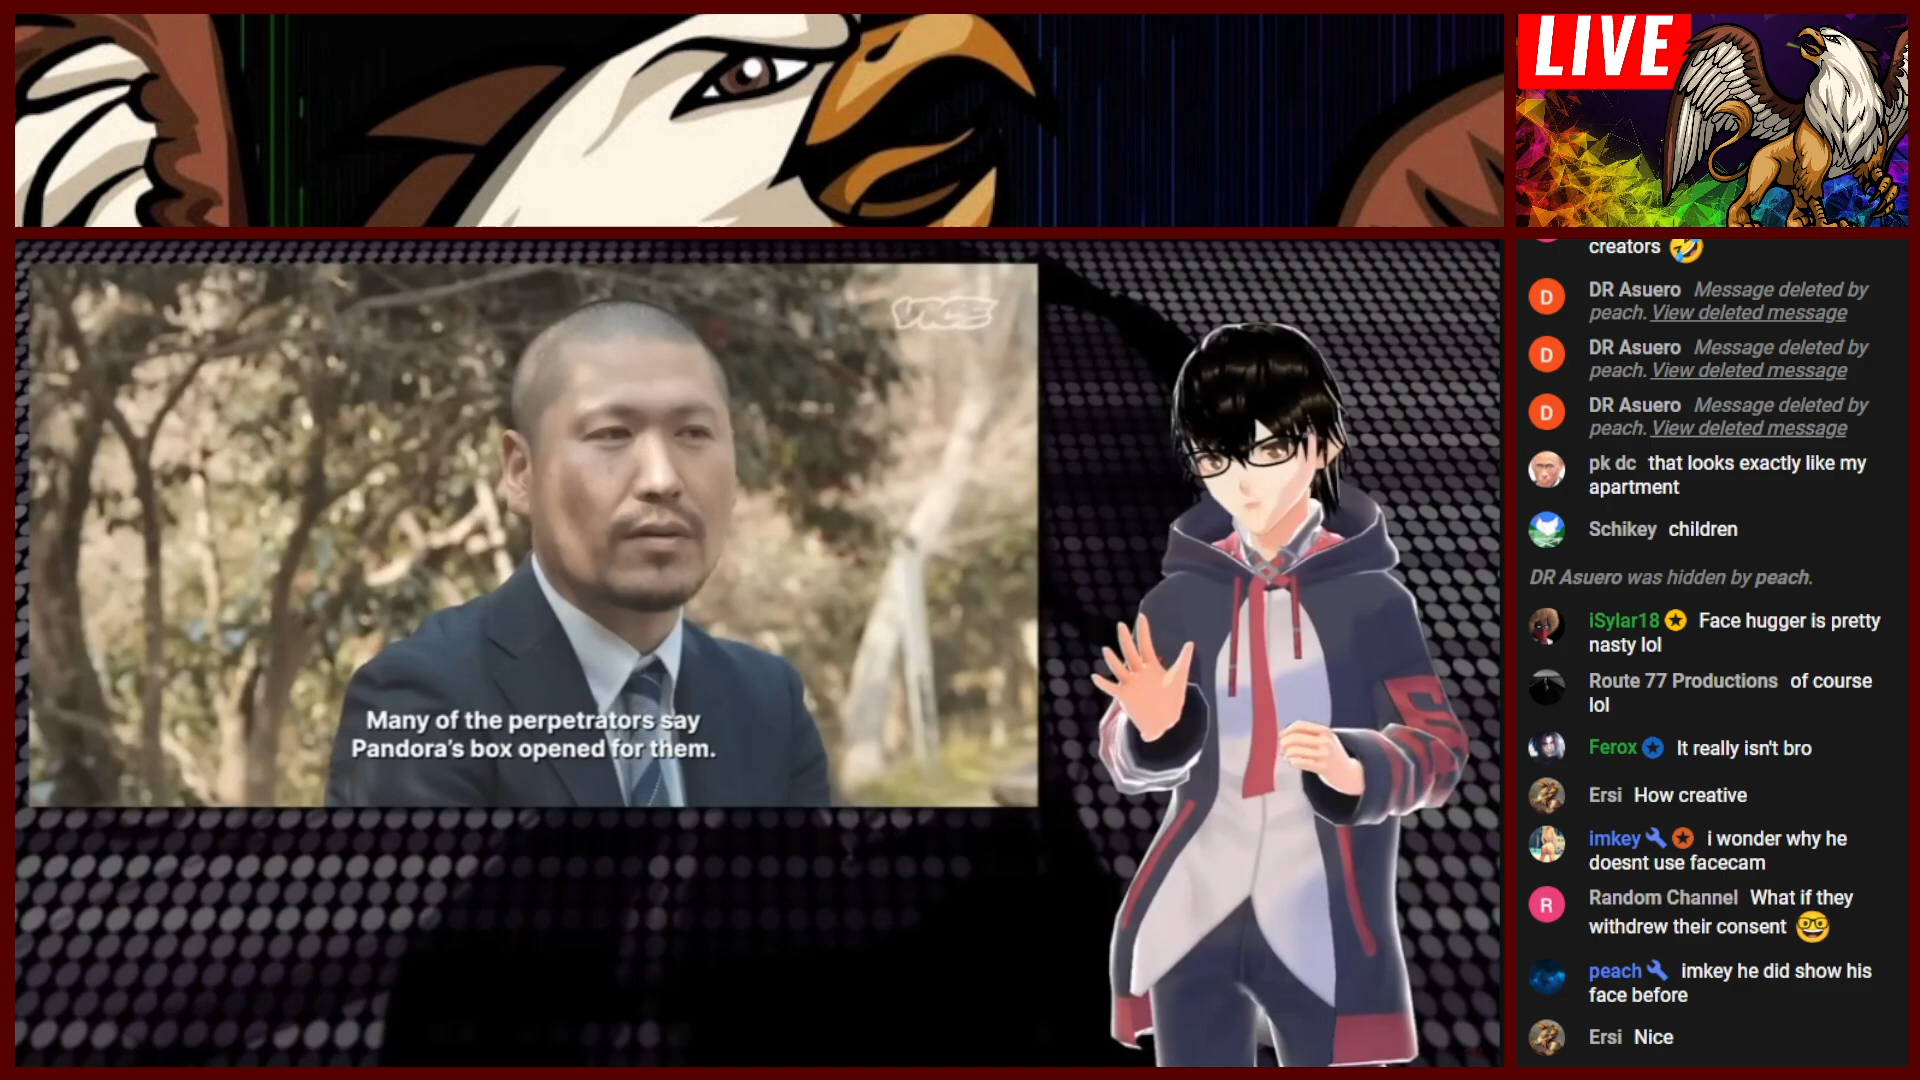 LIVE
VICE
Many of the perpetrators say
Pandora's box opened for them.
creators 🤣
D DR Asuero Message deleted by
peach. View deleted message
D DR Asuero Message deleted by
peach. View deleted message
D DR Asuero Message deleted by
peach. View deleted message
pk dc that looks exactly like my
apartment
Schikey children
DR Asuero was hidden by peach.
iSylar18 Face hugger is pretty
nasty lol
Route 77 Productions of course
lol
Ferox It really isn't bro
Ersi How creative
imkey i wonder why he
doesnt use facecam
R Random Channel What if they
withdrew their consent 🤓
peach imkey he did show his
face before
Ersi Nice